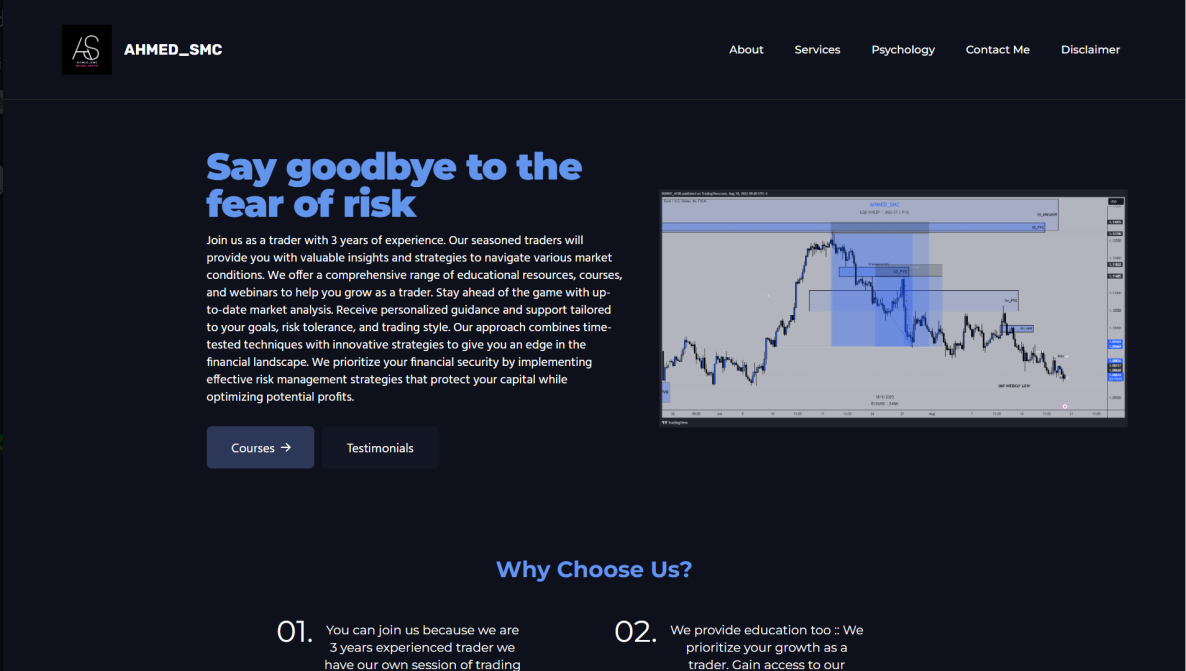 AHMED_SMC
About
Services
Psychology
Contact Me
Disclaimer
Say goodbye to the
fear of risk
Join us as a trader with 3 years of experience. Our seasoned traders will
provide you with valuable insights and strategies to navigate various market
conditions. We offer a comprehensive range of educational resources, courses,
and webinars to help you grow as a trader. Stay ahead of the game with up-
to-date market analysis. Receive personalized guidance and support tailored
to your goals, risk tolerance, and trading style. Our approach combines time-
tested techniques with innovative strategies to give you an edge in the
financial landscape. We prioritize your financial security by implementing
effective risk management strategies that protect your capital while
optimizing potential profits.
Courses →
Testimonials
AHMED_SMC
TradingView
Why Choose Us?
01.
You can join us because we are
3 years experienced trader we
have our own session of trading
02.
We provide education too :: We
prioritize your growth as a
trader. Gain access to our